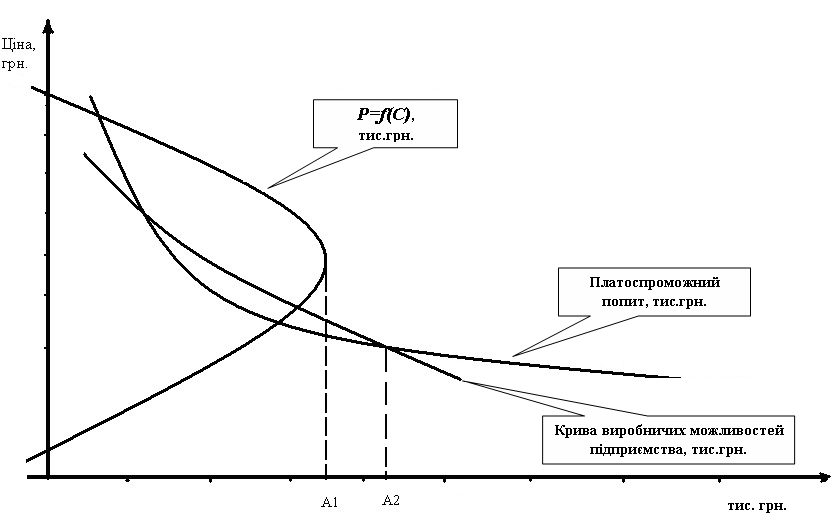 Ціна,
грн.
P=f(C),
тис.грн.
Платоспроможний
попит, тис.грн.
Крива виробничих можливостей
підприємства, тис.грн.
A1
A2
тис. грн.